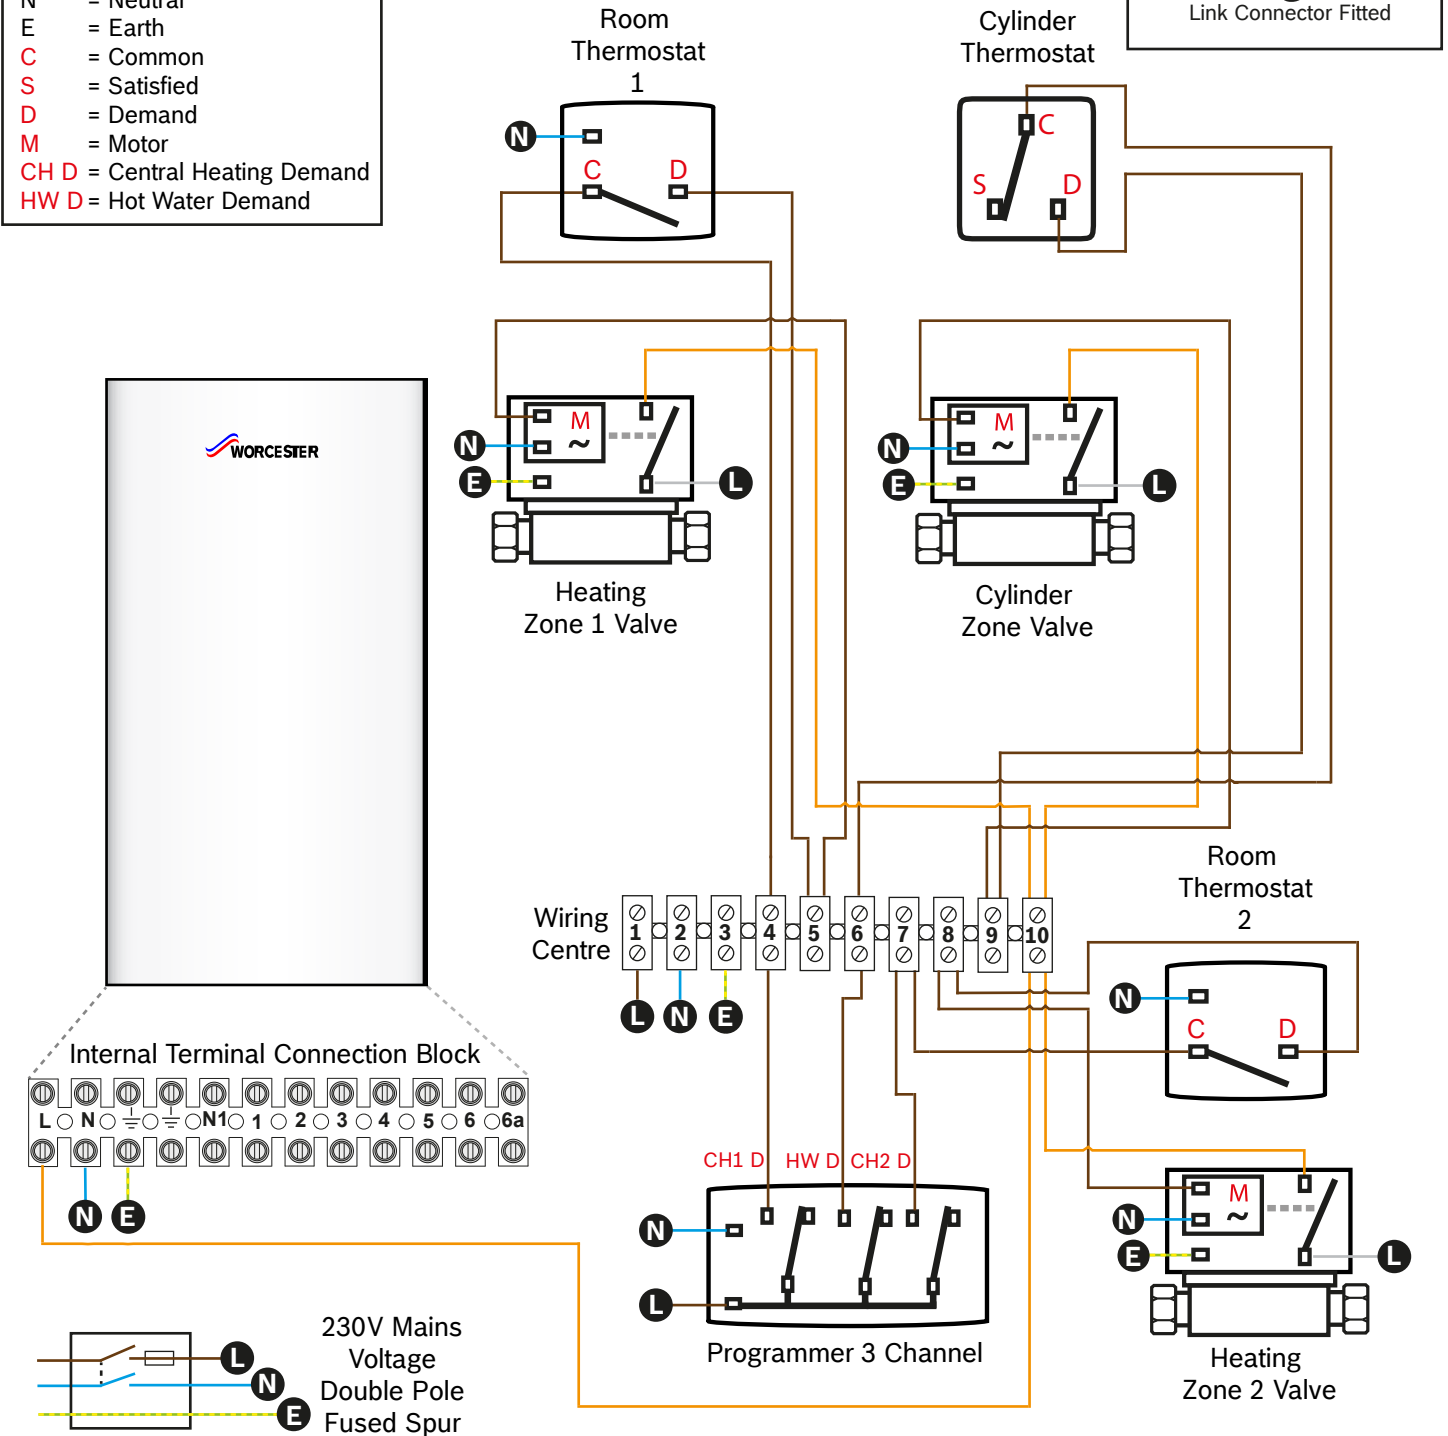 N = Neutral
E = Earth
C = Common
S = Satisfied
D = Demand
M = Motor
CH D = Central Heating Demand
HW D = Hot Water Demand
Room
Thermostat
1
N
C D
Cylinder
Thermostat
C
S D
Link Connector Fitted
WORCESTER
M
~
N
E
L
Heating
Zone 1 Valve
M
~
N
E
L
Cylinder
Zone Valve
Wiring
Centre
1 2 3 4 5 6 7 8 9 10
L N E
Room
Thermostat
2
N
C D
Internal Terminal Connection Block
L N N1 1 2 3 4 5 6 6a
N E
CH1 D HW D CH2 D
N
L
Programmer 3 Channel
M
~
N
E
L
Heating
Zone 2 Valve
230V Mains
Voltage
Double Pole
Fused Spur
L
N
E